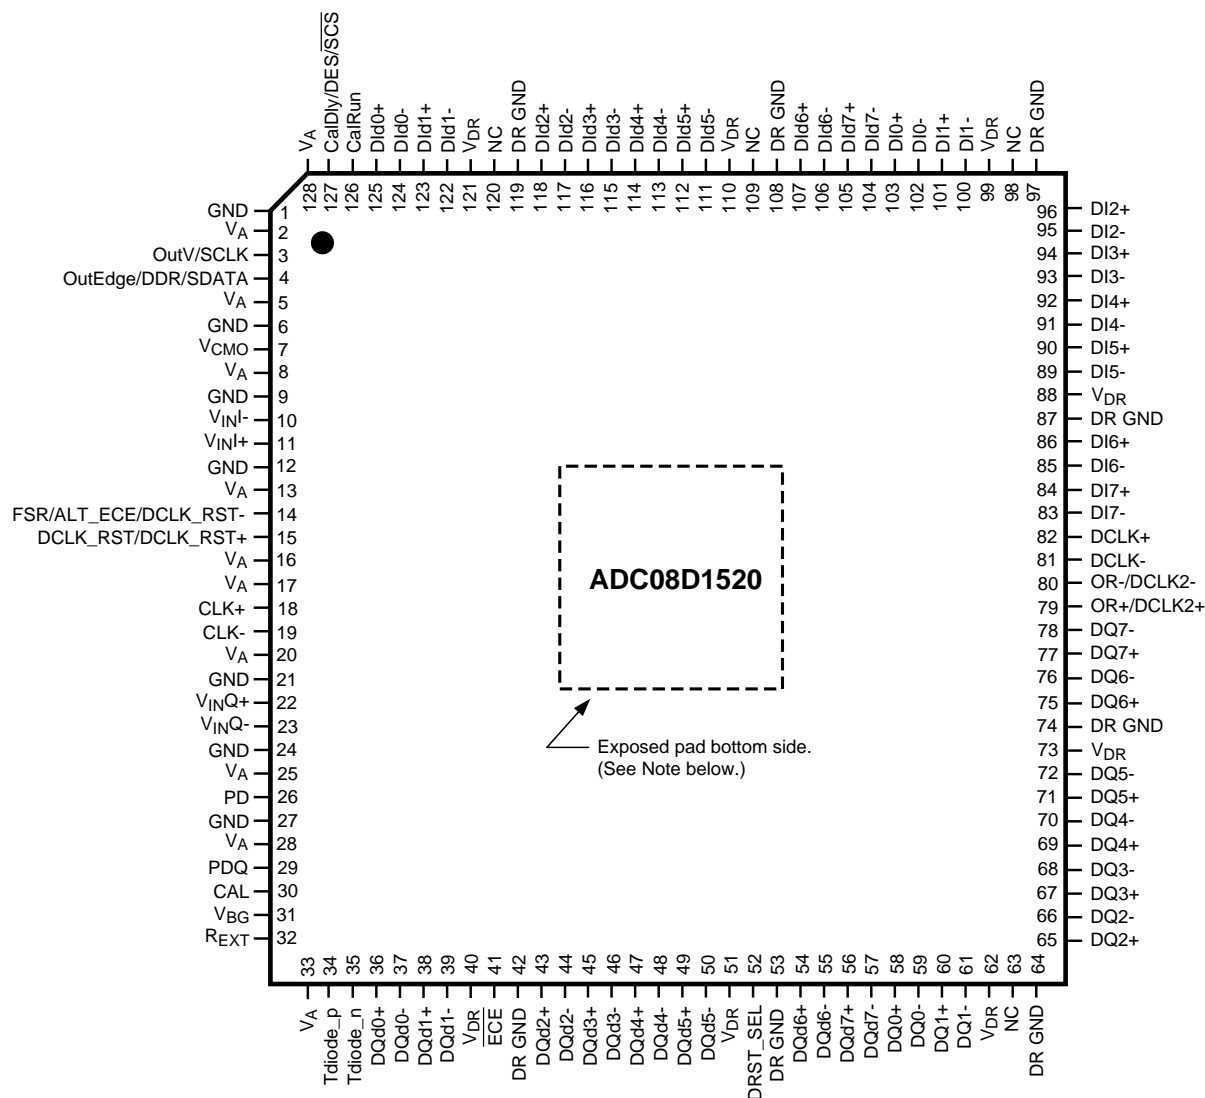 VA
CalDly/DES/SCS
CalRun
DId0+
DId0-
DId1+
DId1-
VDR
NC
DR GND
DId2+
DId2-
DId3+
DId3-
DId4+
DId4-
DId5+
DId5-
VDR
NC
DR GND
DId6+
DId6-
DId7+
DId7-
DI0+
DI0-
DI1+
DI1-
VDR
NC
DR GND
128
127
126
125
124
123
122
121
120
119
118
117
116
115
114
113
112
111
110
109
108
107
106
105
104
103
102
101
100
99
98
97
GND 1
VA 2
OutV/SCLK 3
OutEdge/DDR/SDATA 4
VA 5
GND 6
VCMO 7
VA 8
GND 9
VINI- 10
VINI+ 11
GND 12
VA 13
FSR/ALT_ECE/DCLK_RST- 14
DCLK_RST/DCLK_RST+ 15
VA 16
VA 17
CLK+ 18
CLK- 19
VA 20
GND 21
VINQ+ 22
VINQ- 23
GND 24
VA 25
PD 26
GND 27
VA 28
PDQ 29
CAL 30
VBG 31
REXT 32
ADC08D1520
Exposed pad bottom side.
(See Note below.)
96 DI2+
95 DI2-
94 DI3+
93 DI3-
92 DI4+
91 DI4-
90 DI5+
89 DI5-
88 VDR
87 DR GND
86 DI6+
85 DI6-
84 DI7+
83 DI7-
82 DCLK+
81 DCLK-
80 OR-/DCLK2-
79 OR+/DCLK2+
78 DQ7-
77 DQ7+
76 DQ6-
75 DQ6+
74 DR GND
73 VDR
72 DQ5-
71 DQ5+
70 DQ4-
69 DQ4+
68 DQ3-
67 DQ3+
66 DQ2-
65 DQ2+
33
34
35
36
37
38
39
40
41
42
43
44
45
46
47
48
49
50
51
52
53
54
55
56
57
58
59
60
61
62
63
64
VA
Tdiode_p
Tdiode_n
DQd0+
DQd0-
DQd1+
DQd1-
VDR
ECE
DR GND
DQd2+
DQd2-
DQd3+
DQd3-
DQd4+
DQd4-
DQd5+
DQd5-
VDR
DRST_SEL
DR GND
DQd6+
DQd6-
DQd7+
DQd7-
DQ0+
DQ0-
DQ1+
DQ1-
VDR
NC
DR GND